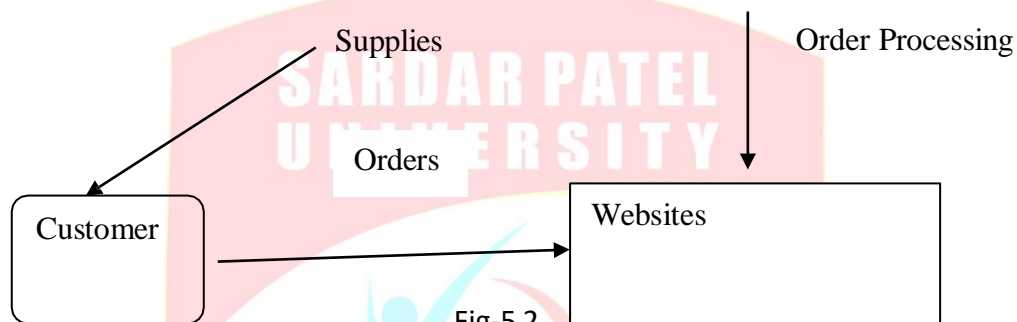 Supplies
Order Processing
SARDAR PATEL
UNIVERSITY
Orders
Customer
Websites
Fig-5.2